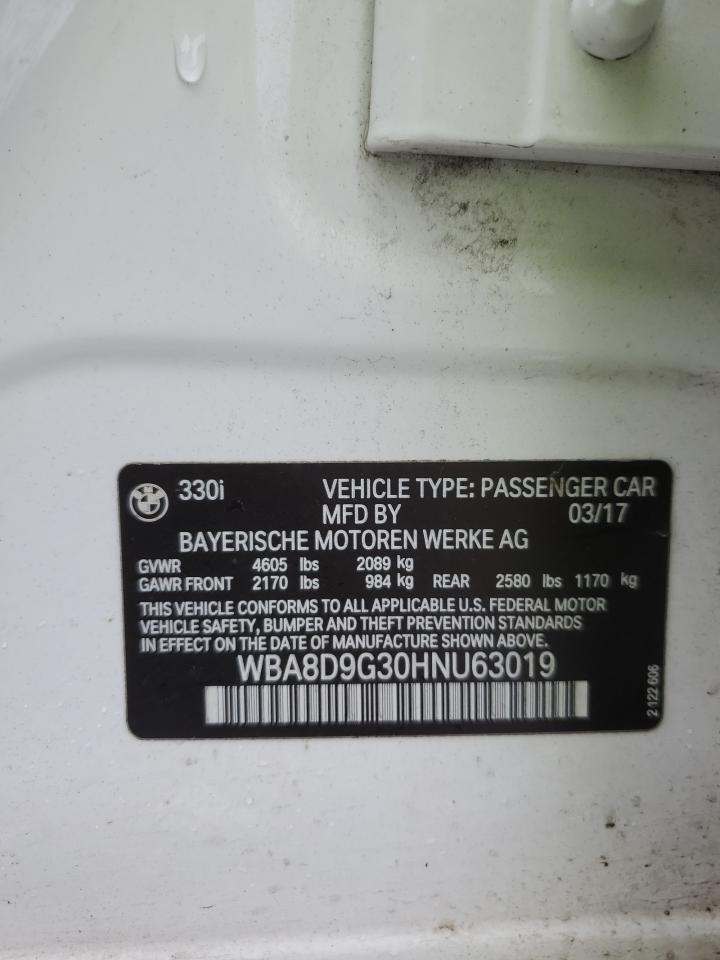 330i VEHICLE TYPE: PASSENGER CAR
MFD BY 03/17
BAYERISCHE MOTOREN WERKE AG
GVWR 4605 lbs 2089 kg
GAWR FRONT 2170 lbs 984 kg REAR 2580 lbs 1170 kg
THIS VEHICLE CONFORMS TO ALL APPLICABLE U.S. FEDERAL MOTOR
VEHICLE SAFETY, BUMPER AND THEFT PREVENTION STANDARDS
IN EFFECT ON THE DATE OF MANUFACTURE SHOWN ABOVE.
WBA8D9G30HNU63019
2 122 606